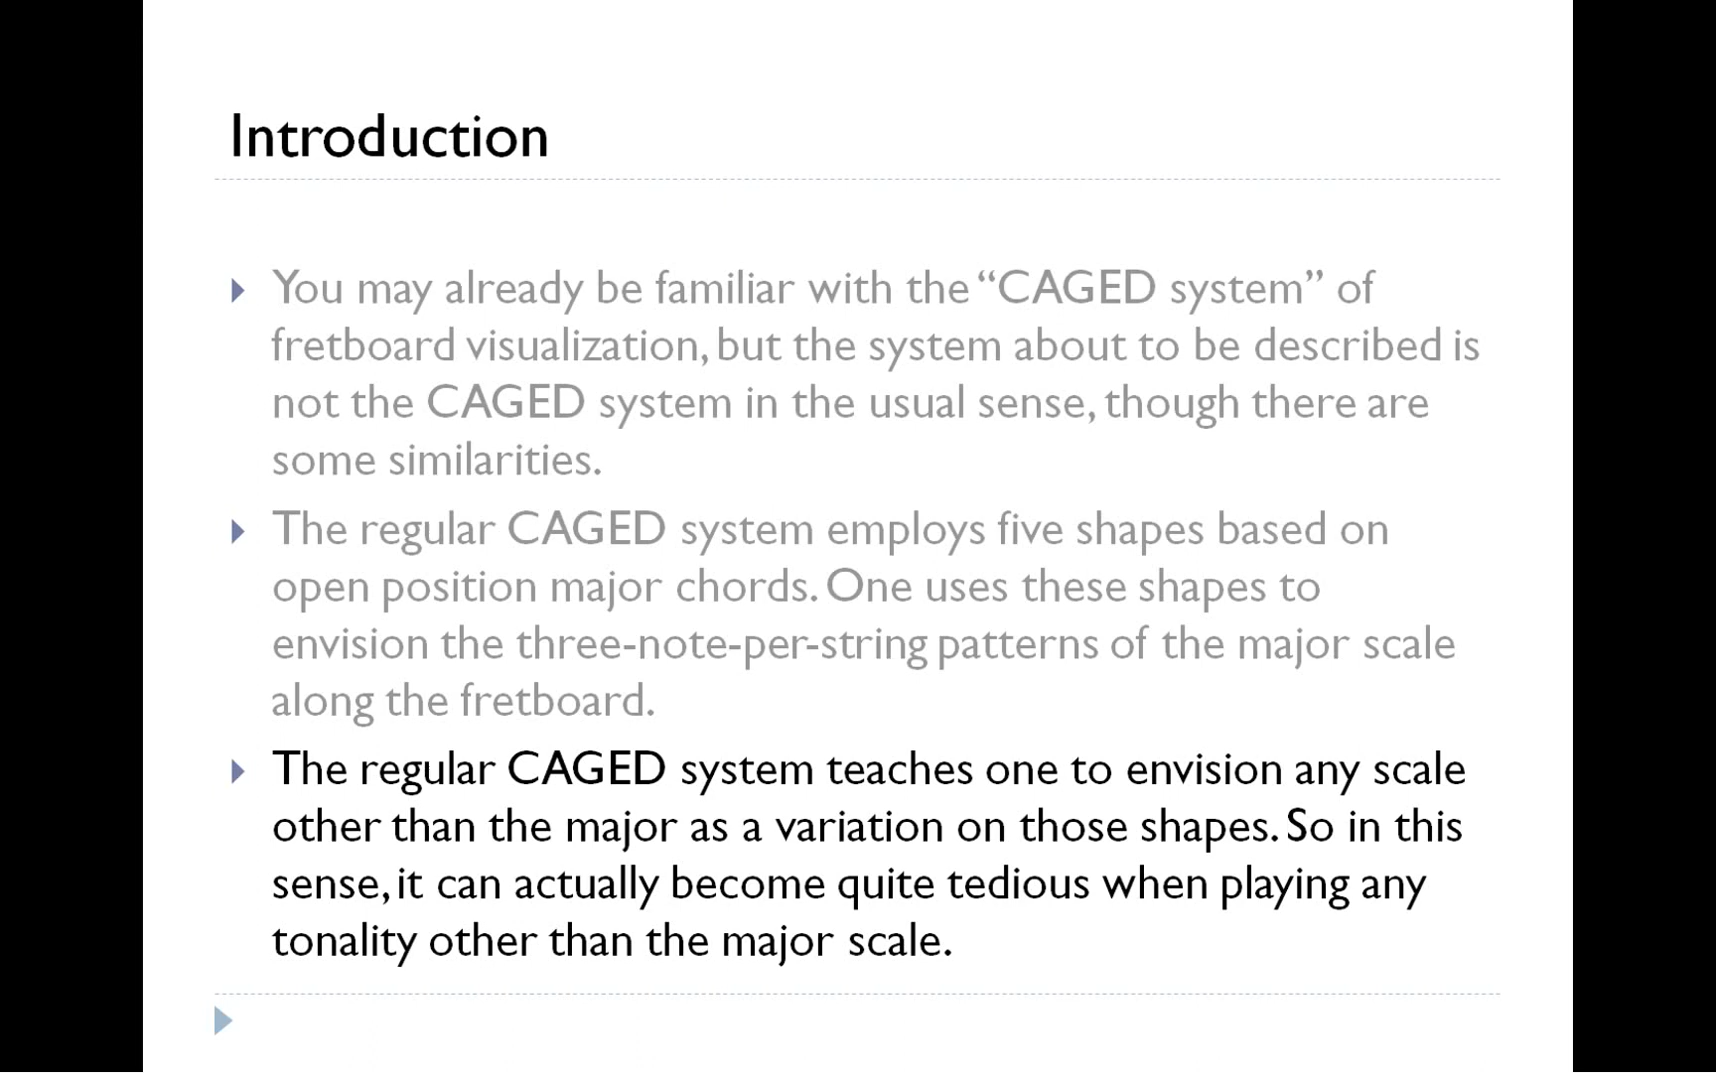 Introduction
You may already be familiar with the “CAGED system” of
fretboard visualization, but the system about to be described is
not the CAGED system in the usual sense, though there are
some similarities.
The regular CAGED system employs five shapes based on
open position major chords. One uses these shapes to
envision the three-note-per-string patterns of the major scale
along the fretboard.
The regular CAGED system teaches one to envision any scale
other than the major as a variation on those shapes. So in this
sense, it can actually become quite tedious when playing any
tonality other than the major scale.